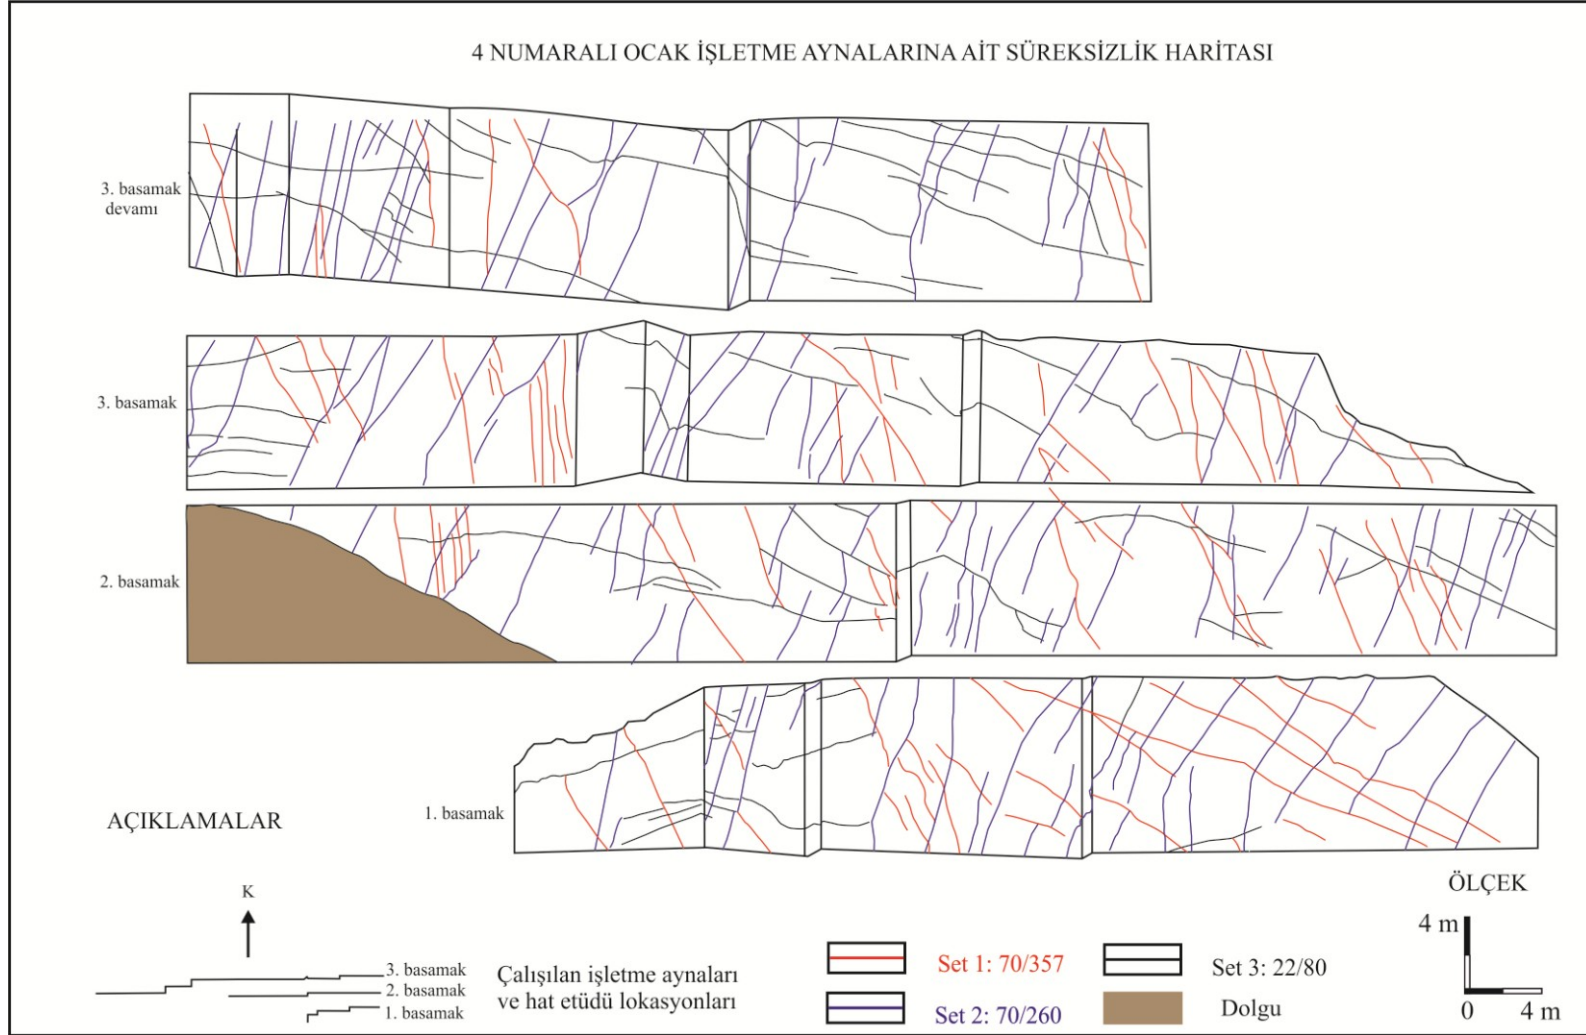 4 NUMARALI OCAK İŞLETME AYNALARINA AİT SÜREKSİZLİK HARİTASI
3. basamak
devamı
3. basamak
2. basamak
1. basamak
AÇIKLAMALAR
K
3. basamak
2. basamak
1. basamak
Çalışılan işletme aynaları
ve hat etüdü lokasyonları
Set 1: 70/357
Set 2: 70/260
Set 3: 22/80
Dolgu
ÖLÇEK
4 m
0 4 m